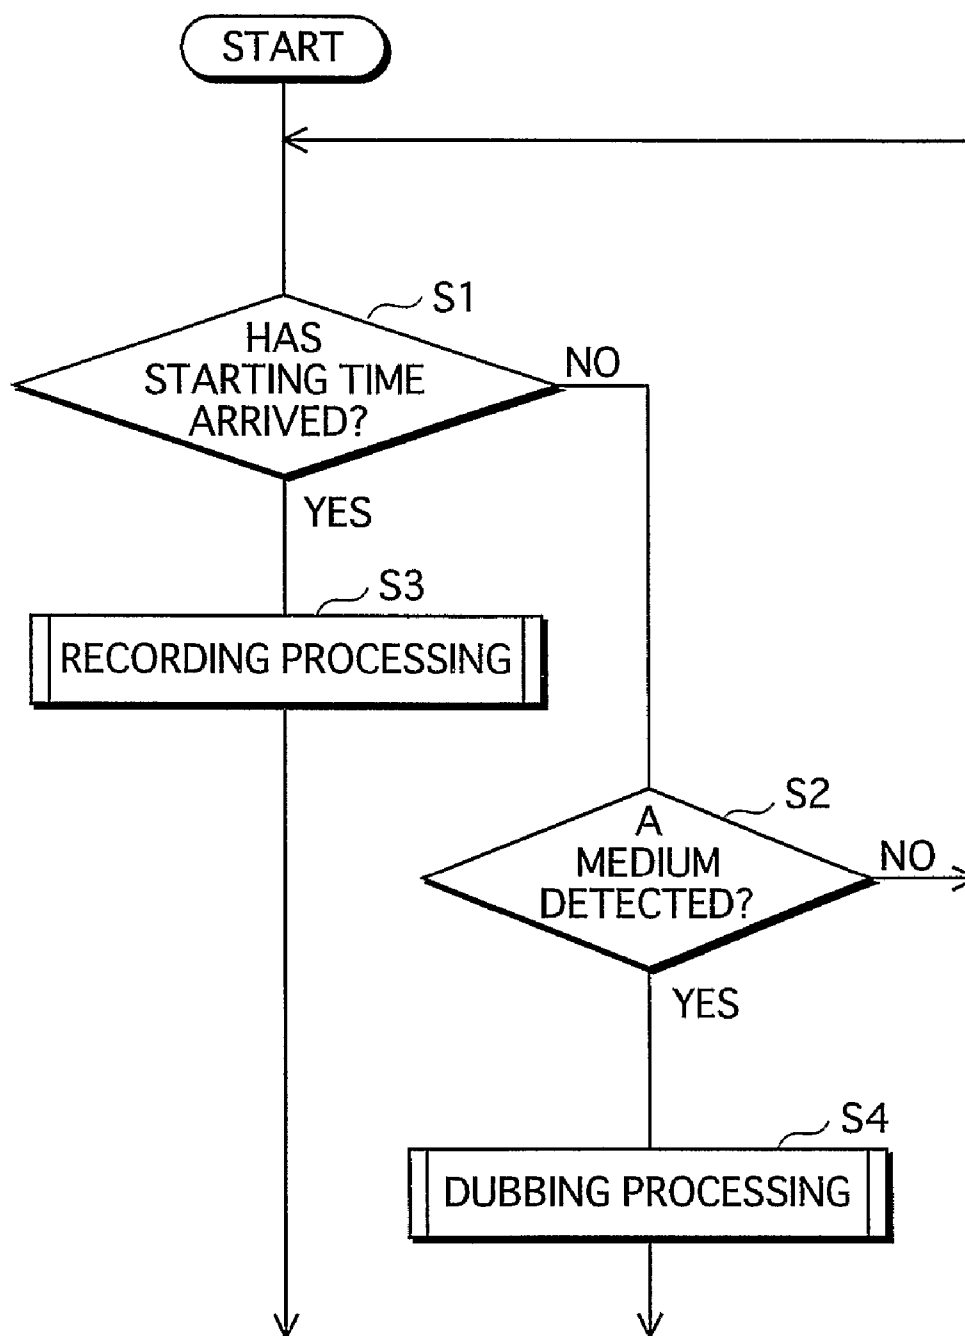 START
S1
HAS
STARTING TIME
ARRIVED?
NO
YES
S3
RECORDING PROCESSING
S2
A
MEDIUM
DETECTED?
NO
YES
S4
DUBBING PROCESSING